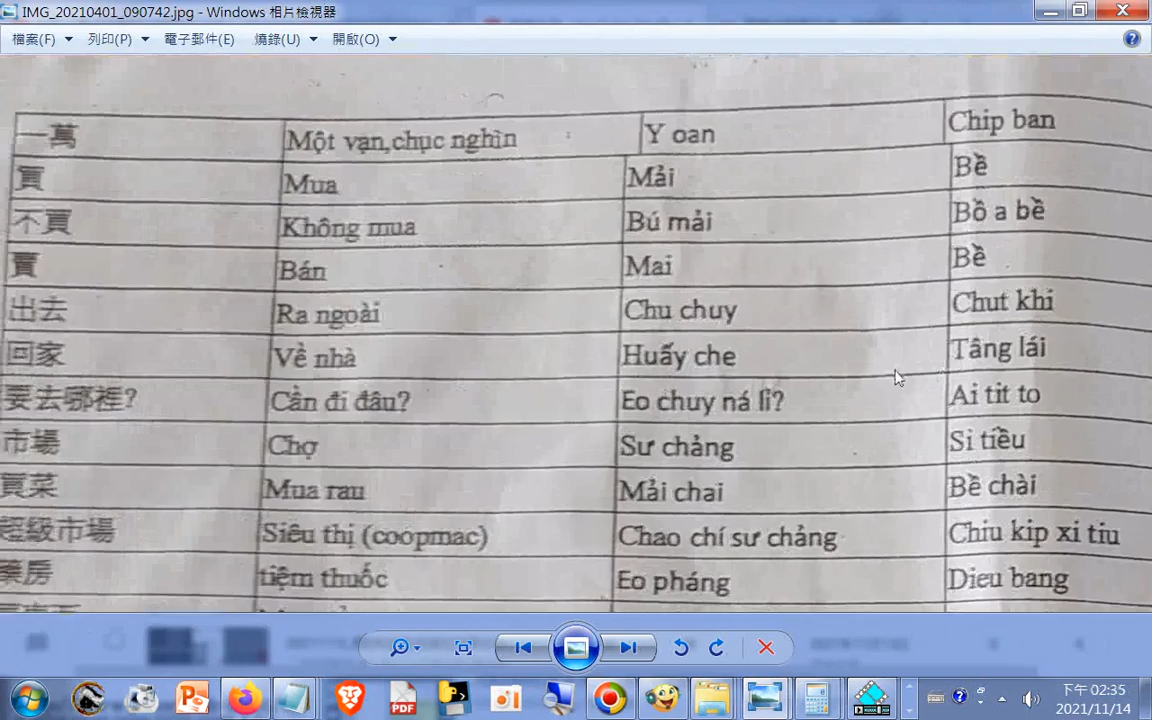 IMG_20210401_090742.jpg - Windows 相片檢視器
檔案(F) 列印(P) 電子郵件(E) 燒錄(U) 開啟(O)
一萬 Một vạn,chục nghìn Y oan Chip ban
買 Mua Mải Bề
不買 Không mua Bú mải Bồ a bề
賣 Bán Mai Bề
出去 Ra ngoài Chu chuy Chut khi
回家 Về nhà Huấy che Tâng lái
要去哪裡? Cần đi đâu? Eo chuy ná lì? Ai tit to
市場 Chợ Sư chảng Si tiều
買菜 Mua rau Mải chai Bề chài
超級市場 Siêu thị (coopmac) Chao chí sư chảng Chiu kip xi tiu
藥房 tiệm thuốc Eo pháng Dieu bang
下午 02:35
2021/11/14